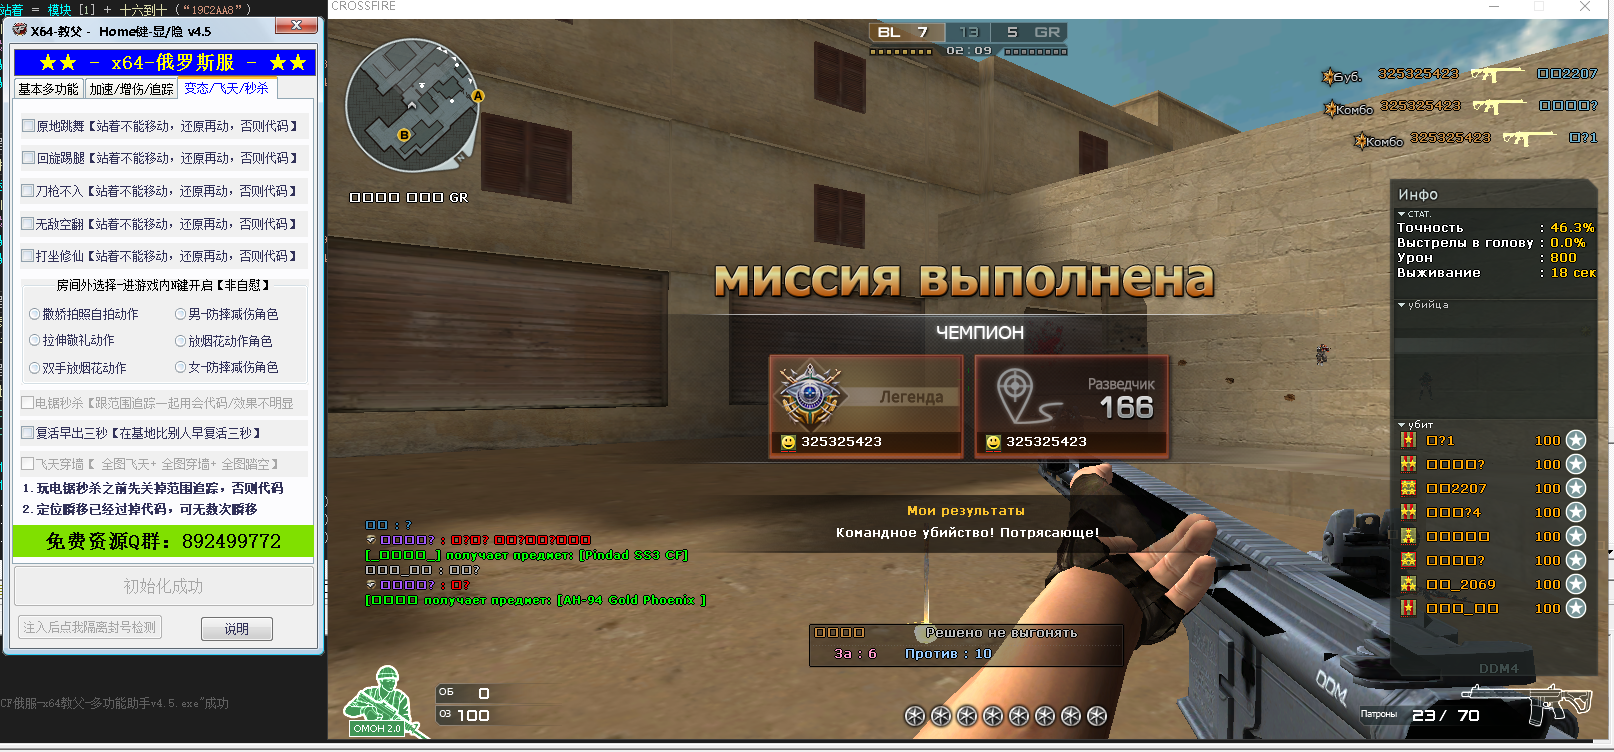 站着 = 模块 [1] + 十六到十 (“19C2AA8”)
X64-教父 - Home键-显/隐 v4.5
★★ - x64-俄罗斯服 - ★★
基本多功能 加速/增伤/追踪 变态/飞天/秒杀
原地跳舞【站着不能移动，还原再动，否则代码】
回旋踢腿【站着不能移动，还原再动，否则代码】
刀枪不入【站着不能移动，还原再动，否则代码】
无敌空翻【站着不能移动，还原再动，否则代码】
打坐修仙【站着不能移动，还原再动，否则代码】
房间外选择-进游戏内N键开启【非自慰】
撒娇拍照自拍动作 男-防摔减伤角色
拉伸敬礼动作 放烟花动作角色
双手放烟花动作 女-防摔减伤角色
电锯秒杀【跟范围追踪一起用会代码/效果不明显
复活早出三秒【在基地比别人早复活三秒】
飞天穿墙【 全图飞天+ 全图穿墙+ 全图踏空】
1.玩电锯秒杀之前先关掉范围追踪，否则代码
2.定位瞬移已经过掉代码，可无数次瞬移
免费资源Q群：892499772
初始化成功
注入后点我隔离封号检测
说明
CF俄服-x64教父-多功能助手v4.5.exe"成功
CROSSFIRE
BL 7 13 5 GR
02:09
A
B
N
□□□□ □□□ GR
Буб. 325325423 □□2207
Комбо 325325423 □□□□?
Комбо 325325423 □?1
МИССИЯ ВЫПОЛНЕНА
ЧЕМПИОН
Легенда
325325423
Разведчик
166
325325423
Мои результаты
Командное убийство! Потрясающе!
□□ : ?
□□□□? : □?□? □□?□□?□□□
[_□□□□_] получает предмет: [Pindad SS3 CF]
□□□_□□ : □□?
□□□□? : □?
[□□□□ получает предмет: [AH-94 Gold Phoenix ]
□□□□ Решено не выгонять
За : 6 Против : 10
Инфо
СТАТ.
Точность : 46.3%
Выстрелы в голову : 0.0%
Урон : 800
Выживание : 18 сек
убийца
убит
□?1 100
□□□□? 100
□□2207 100
□□□?4 100
□□□□□ 100
□□□□? 100
□□_2069 100
□□□_□□ 100
DDM4
DDM
ОМОН 2.0
ОБ 0
ОЗ 100
Патроны 23/ 70